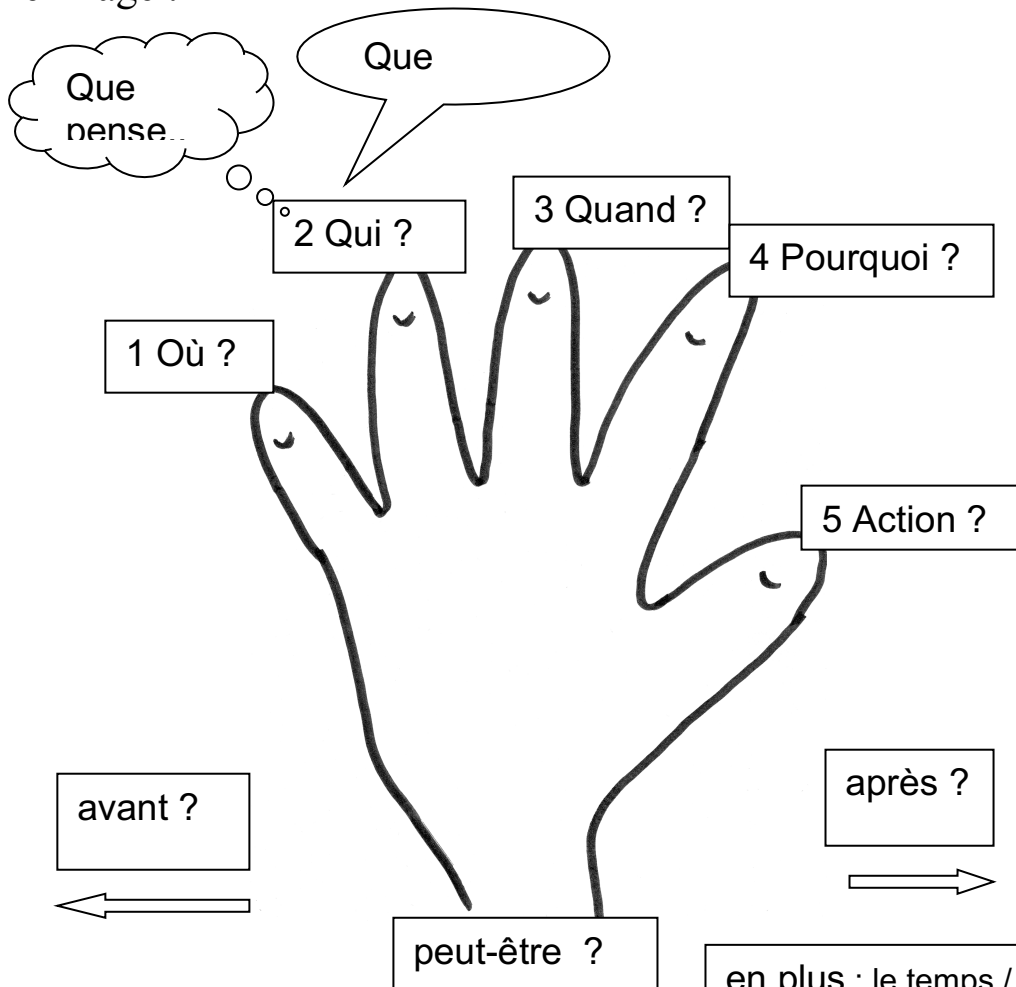 Que
Que
pense..
2 Qui ?
3 Quand ?
4 Pourquoi ?
1 Où ?
5 Action ?
avant ?
après ?
peut-être ?
en plus : le temps /